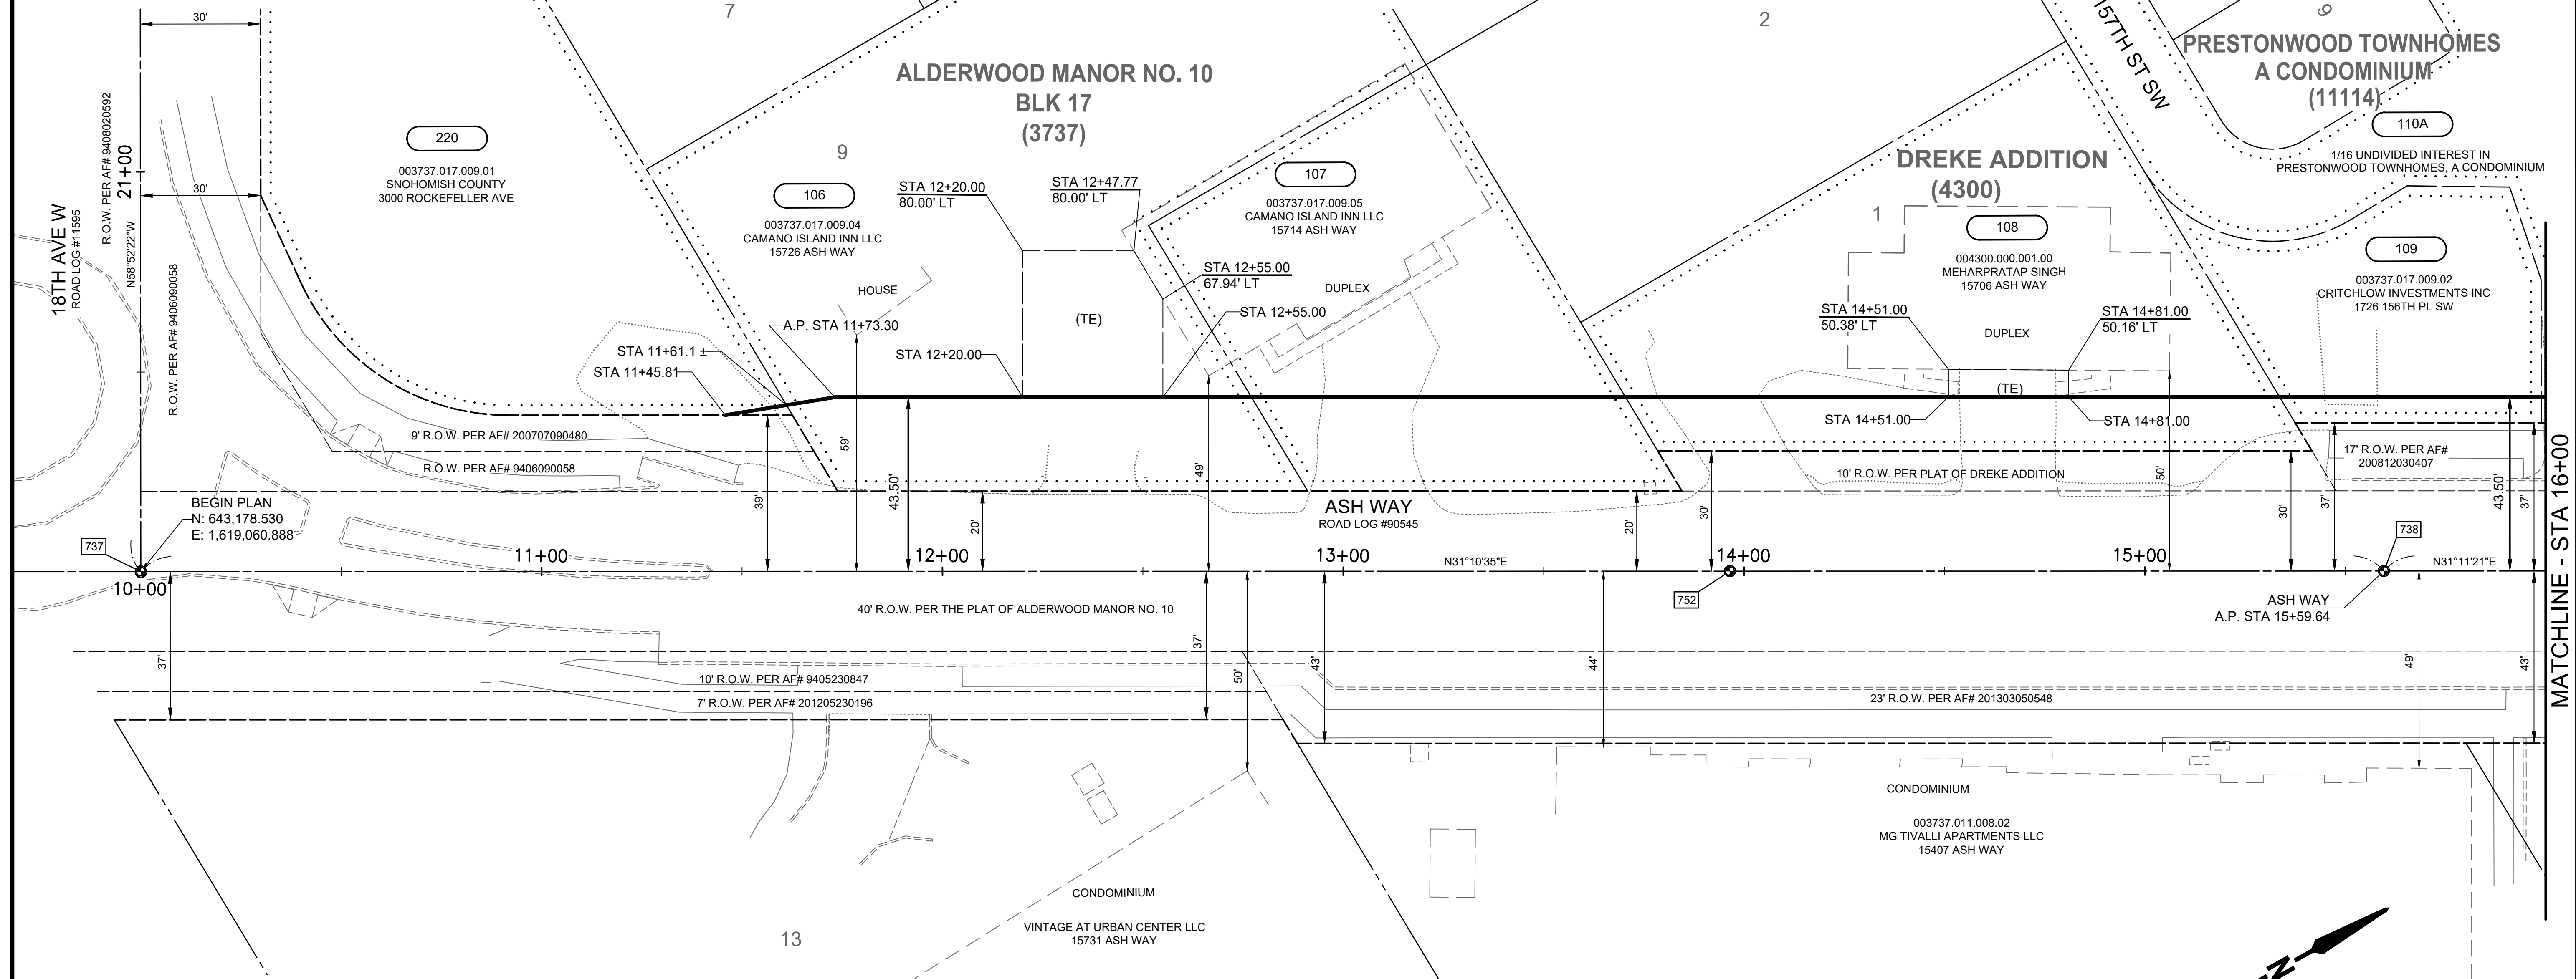 30'
7
2
9
157TH ST SW
PRESTONWOOD TOWNHOMES
A CONDOMINIUM
(11114)
ALDERWOOD MANOR NO. 10
BLK 17
(3737)
110A
1/16 UNDIVIDED INTEREST IN
PRESTONWOOD TOWNHOMES, A CONDOMINIUM
18TH AVE W
ROAD LOG #11595
R.O.W. PER AF# 9408020592
21+00
N58°52'22"W
R.O.W. PER AF# 9406090058
30'
220
003737.017.009.01
SNOHOMISH COUNTY
3000 ROCKEFELLER AVE
9
106
003737.017.009.04
CAMANO ISLAND INN LLC
15726 ASH WAY
HOUSE
STA 12+20.00
80.00' LT
STA 12+47.77
80.00' LT
107
003737.017.009.05
CAMANO ISLAND INN LLC
15714 ASH WAY
DUPLEX
STA 12+55.00
67.94' LT
STA 12+55.00
(TE)
A.P. STA 11+73.30
STA 11+61.1 ±
STA 11+45.81
STA 12+20.00
DREKE ADDITION
(4300)
1
108
004300.000.001.00
MEHARPRATAP SINGH
15706 ASH WAY
DUPLEX
STA 14+51.00
50.38' LT
STA 14+81.00
50.16' LT
(TE)
STA 14+51.00
STA 14+81.00
109
003737.017.009.02
CRITCHLOW INVESTMENTS INC
1726 156TH PL SW
9' R.O.W. PER AF# 200707090480
R.O.W. PER AF# 9406090058
39'
59'
43.50'
20'
49'
ASH WAY
ROAD LOG #90545
20'
30'
10' R.O.W. PER PLAT OF DREKE ADDITION
50'
30'
37'
17' R.O.W. PER AF#
200812030407
43.50'
37'
MATCHLINE - STA 16+00
BEGIN PLAN
N: 643,178.530
E: 1,619,060.888
737
10+00
11+00
12+00
13+00
N31°10'35"E
14+00
15+00
738
N31°11'21"E
752
ASH WAY
A.P. STA 15+59.64
40' R.O.W. PER THE PLAT OF ALDERWOOD MANOR NO. 10
37'
37'
50'
43'
44'
49'
43'
10' R.O.W. PER AF# 9405230847
7' R.O.W. PER AF# 201205230196
23' R.O.W. PER AF# 201303050548
CONDOMINIUM
003737.011.008.02
MG TIVALLI APARTMENTS LLC
15407 ASH WAY
CONDOMINIUM
VINTAGE AT URBAN CENTER LLC
15731 ASH WAY
13
N